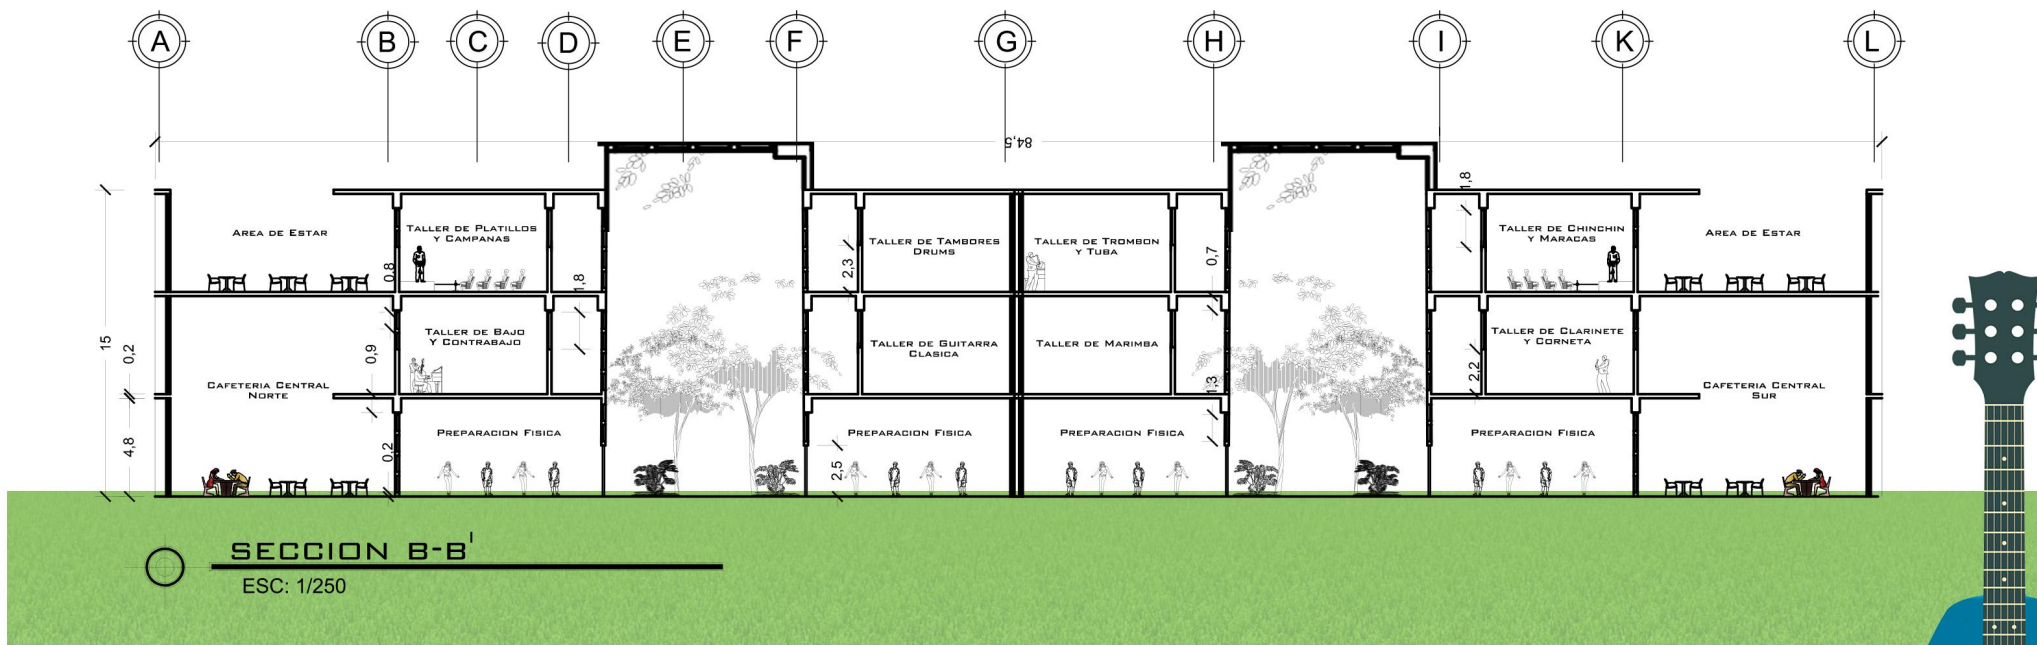 A B C D E F G H I K L
84,5
1,8
AREA DE ESTAR
TALLER DE PLATILLOS
Y CAMPANAS
TALLER DE TAMBORES
DRUMS
TALLER DE TROMBON
Y TUBA
TALLER DE CHINCHIN
Y MARACAS
AREA DE ESTAR
0,8
1,8
2,3
0,7
15
0,2
0,9
TALLER DE BAJO
Y CONTRABAJO
TALLER DE GUITARRA
CLASICA
TALLER DE MARIMBA
TALLER DE CLARINETE
Y CORNETA
1,3
2,2
CAFETERIA CENTRAL
NORTE
CAFETERIA CENTRAL
SUR
4,8
0,2
PREPARACION FISICA
PREPARACION FISICA
PREPARACION FISICA
PREPARACION FISICA
2,5
SECCION B-B'
ESC: 1/250